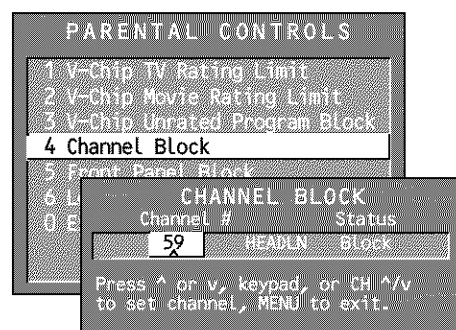 PARENTAL CONTROLS
1 V-Chip TV Rating Limit
2 V-Chip Movie Rating Limit
3 V-Chip Unrated Program Block
4 Channel Block
5 Front Panel Block
6 L
0 E
CHANNEL BLOCK
Channel # Status
59 HEADLN Block
Press ^ or v, keypad, or CH ^/v
to set channel, MENU to exit.